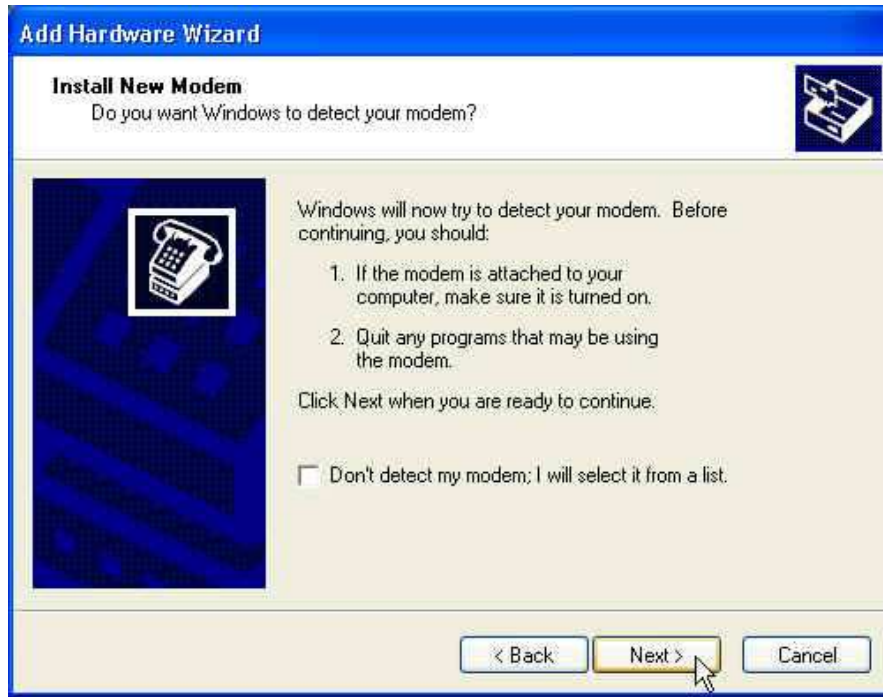 Add Hardware Wizard
Install New Modem
Do you want Windows to detect your modem?
Windows will now try to detect your modem. Before
continuing, you should:
1. If the modem is attached to your
computer, make sure it is turned on.
2. Quit any programs that may be using
the modem.
Click Next when you are ready to continue.
Don't detect my modem; I will select it from a list.
< Back Next > Cancel